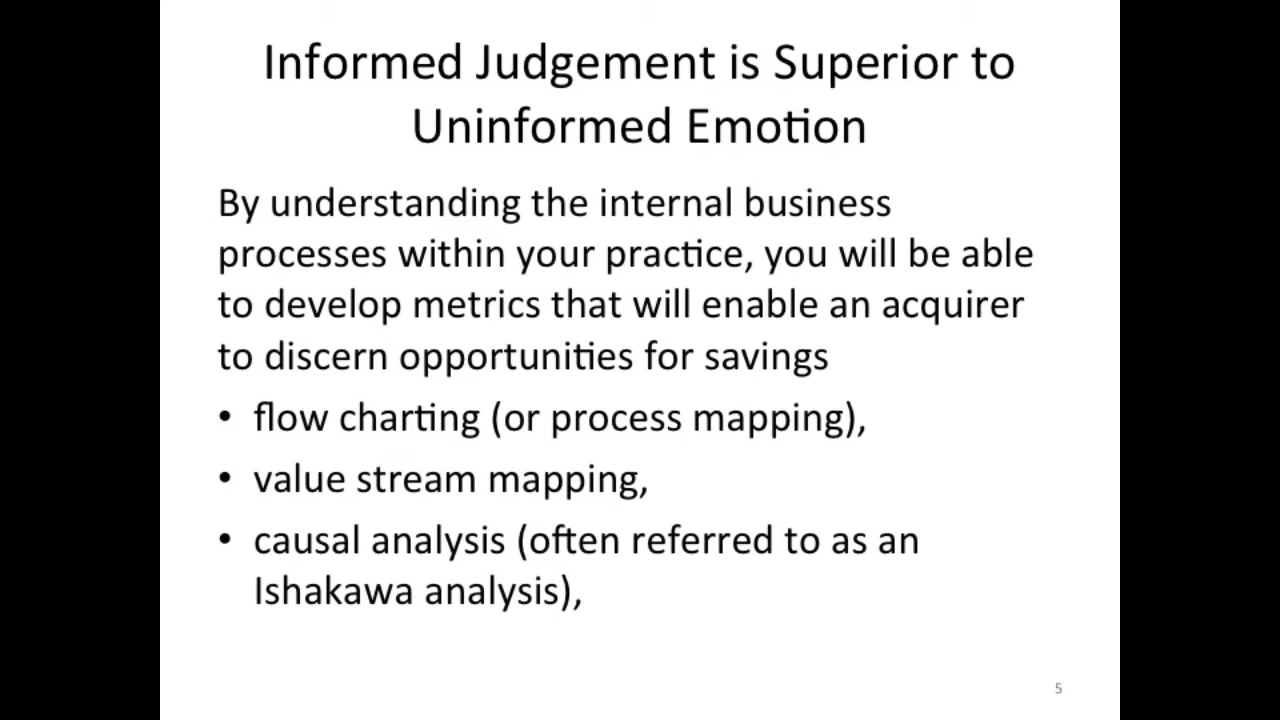 Informed Judgement is Superior to
Uninformed Emotion
By understanding the internal business
processes within your practice, you will be able
to develop metrics that will enable an acquirer
to discern opportunities for savings
• flow charting (or process mapping),
• value stream mapping,
• causal analysis (often referred to as an
Ishakawa analysis),
5